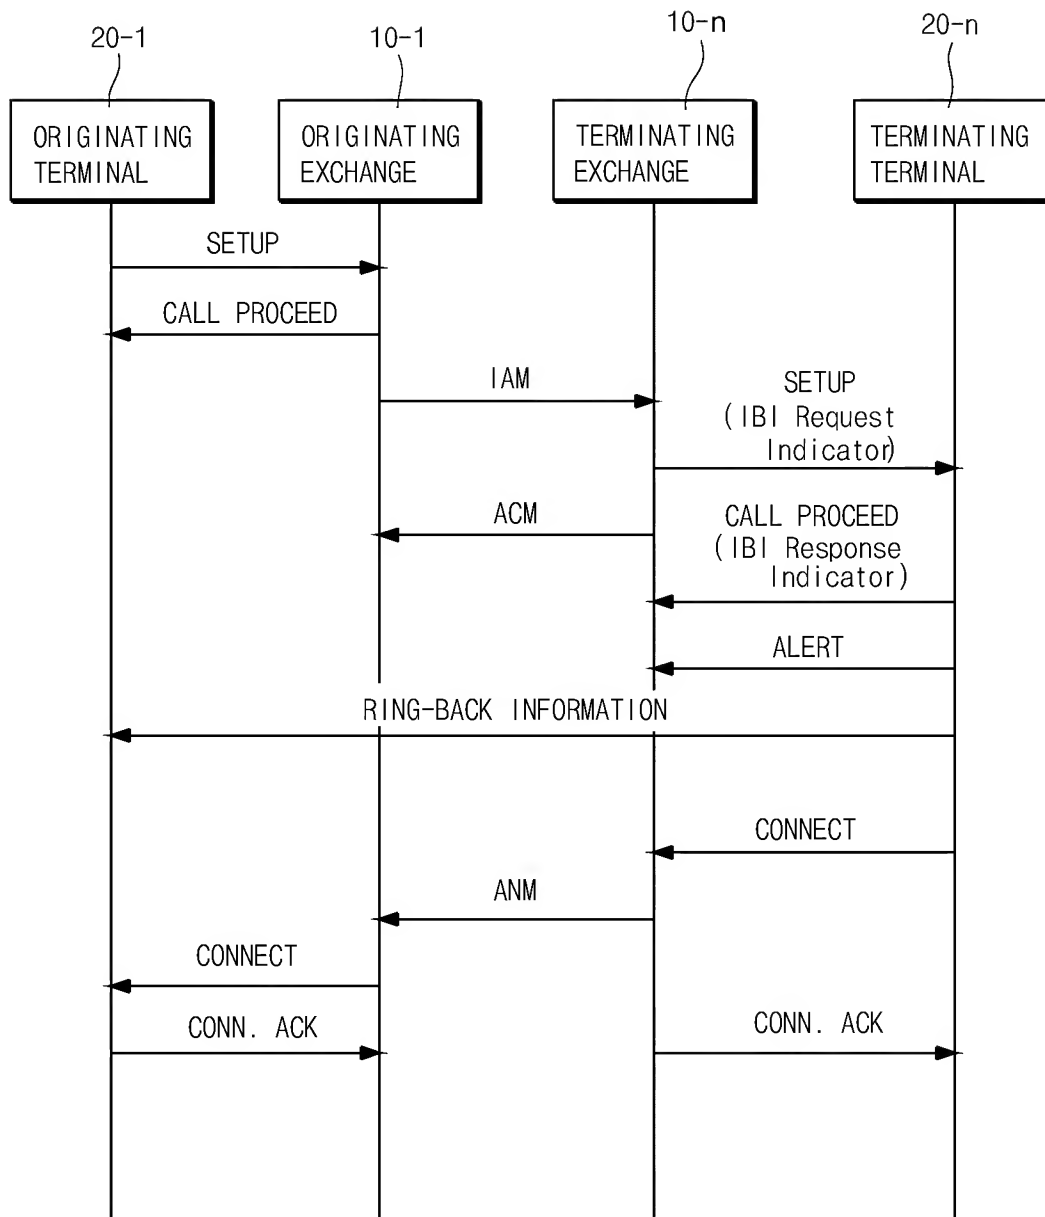 20-1
10-1
10-n
20-n
ORIGINATING
TERMINAL
ORIGINATING
EXCHANGE
TERMINATING
EXCHANGE
TERMINATING
TERMINAL
SETUP
CALL PROCEED
IAM
SETUP
(IBI Request
Indicator)
ACM
CALL PROCEED
(IBI Response
Indicator)
ALERT
RING-BACK INFORMATION
CONNECT
ANM
CONNECT
CONN. ACK
CONN. ACK